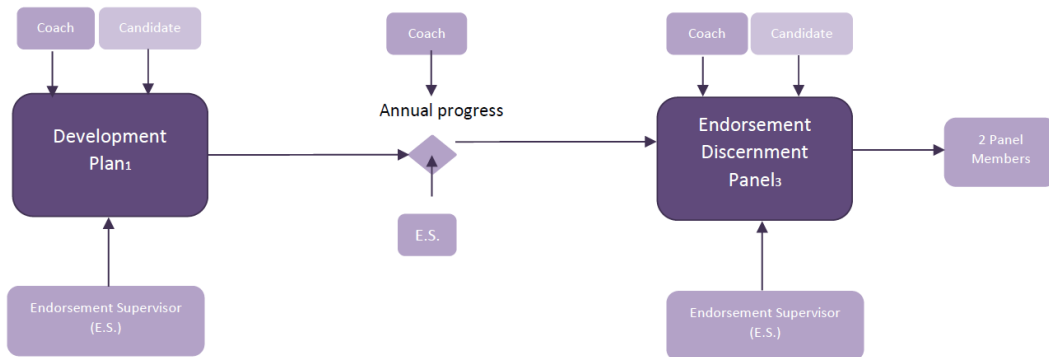 Coach
Candidate
Coach
Coach
Candidate
Annual progress
Development
Plan1
Endorsement
Discernment
Panel3
2 Panel
Members
E.S.
Endorsement Supervisor
(E.S.)
Endorsement Supervisor
(E.S.)